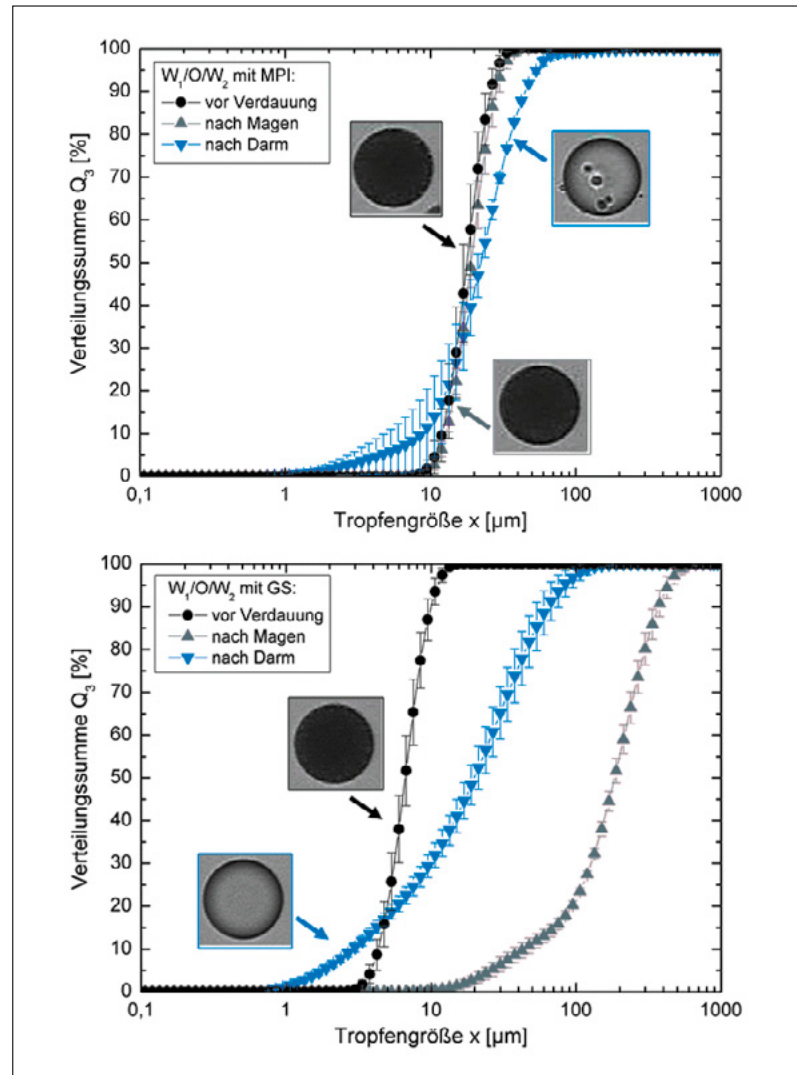 W₁/O/W₂ mit MPI:
vor Verdauung
nach Magen
nach Darm
Verteilungssumme Q₃ [%]
100
90
80
70
60
50
40
30
20
10
0
0,1 1 10 100 1000
Tropfengröße x [µm]
W₁/O/W₂ mit GS:
vor Verdauung
nach Magen
nach Darm
Verteilungssumme Q₃ [%]
100
90
80
70
60
50
40
30
20
10
0
0,1 1 10 100 1000
Tropfengröße x [µm]